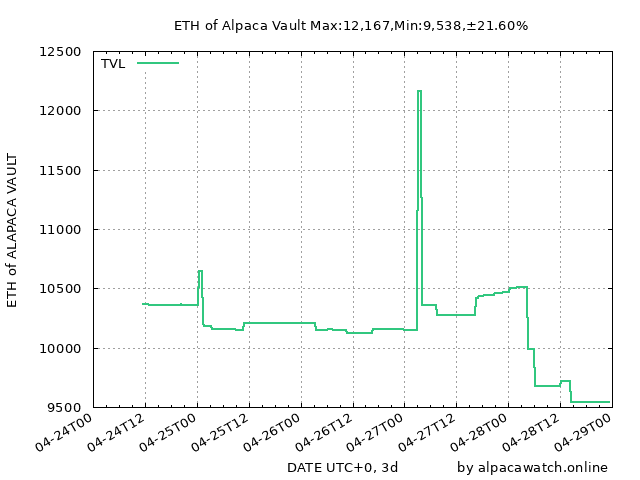 ETH of Alpaca Vault Max:12,167,Min:9,538,±21.60%
TVL
ETH of ALAPACA VAULT
12500
12000
11500
11000
10500
10000
9500
04-24T00
04-24T12
04-25T00
04-25T12
04-26T00
04-26T12
04-27T00
04-27T12
04-28T00
04-28T12
04-29T00
DATE UTC+0, 3d
by alpacawatch.online